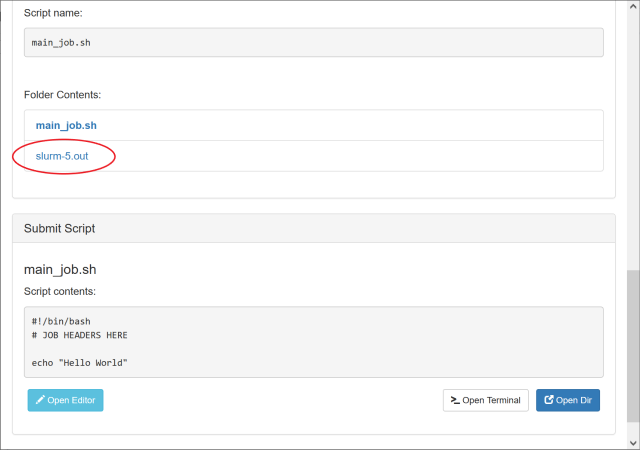 Script name:
main_job.sh
Folder Contents:
main_job.sh
slurm-5.out
Submit Script
main_job.sh
Script contents:
#!/bin/bash
# JOB HEADERS HERE
echo "Hello World"
Open Editor
>_ Open Terminal
Open Dir